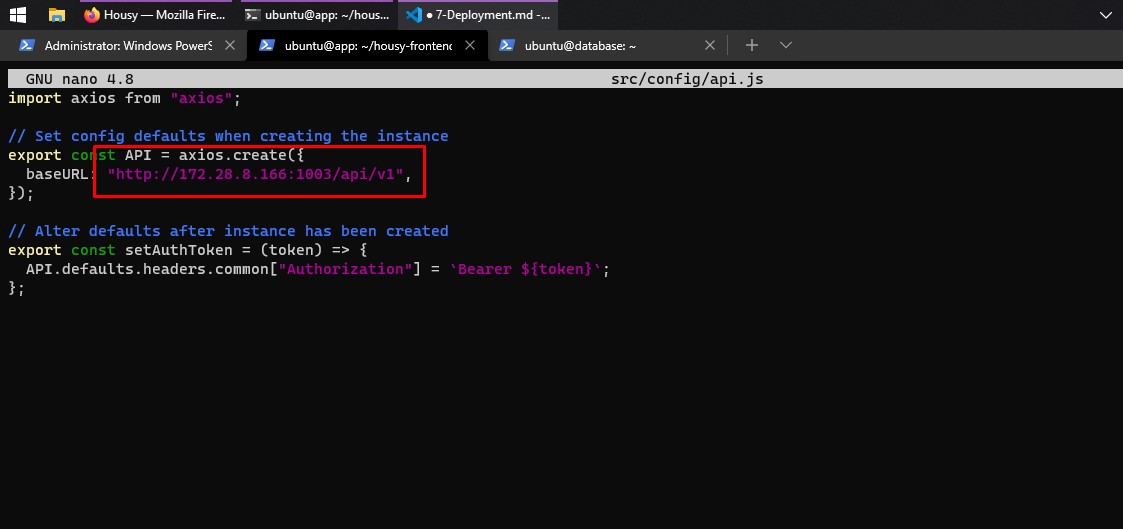 Housy — Mozilla Fire...
ubuntu@app: ~/hous...
• 7-Deployment.md -...
Administrator: Windows PowerS
ubuntu@app: ~/housy-frontend
ubuntu@database: ~
GNU nano 4.8 src/config/api.js
import axios from "axios";
// Set config defaults when creating the instance
export const API = axios.create({
  baseURL: "http://172.28.8.166:1003/api/v1",
});
// Alter defaults after instance has been created
export const setAuthToken = (token) => {
  API.defaults.headers.common["Authorization"] = `Bearer ${token}`;
};